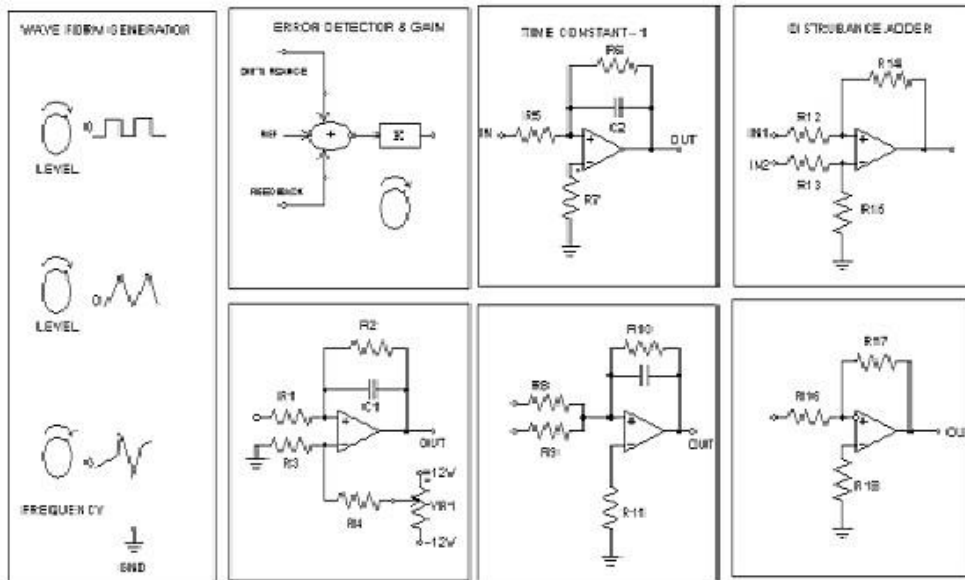 WAVE FORM GENERATOR
LEVEL
LEVEL
FREQUENCY
GND
ERROR DETECTOR & GAIN
REF
+
K
FEEDBACK
TIME CONSTANT-1
R6
C2
IN
R5
+
-
OUT
R7
DISTRUBANCE ADDER
R14
IN1
R12
IN2
R13
+
-
R15
R2
C1
R1
R3
+
-
OUT
+12V
R4
VR1
-12V
R10
R8
R9
+
-
OUT
R11
R17
R16
+
-
R18